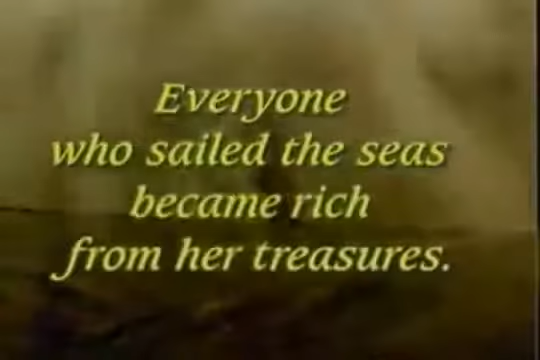 Everyone
who sailed the seas
became rich
from her treasures.